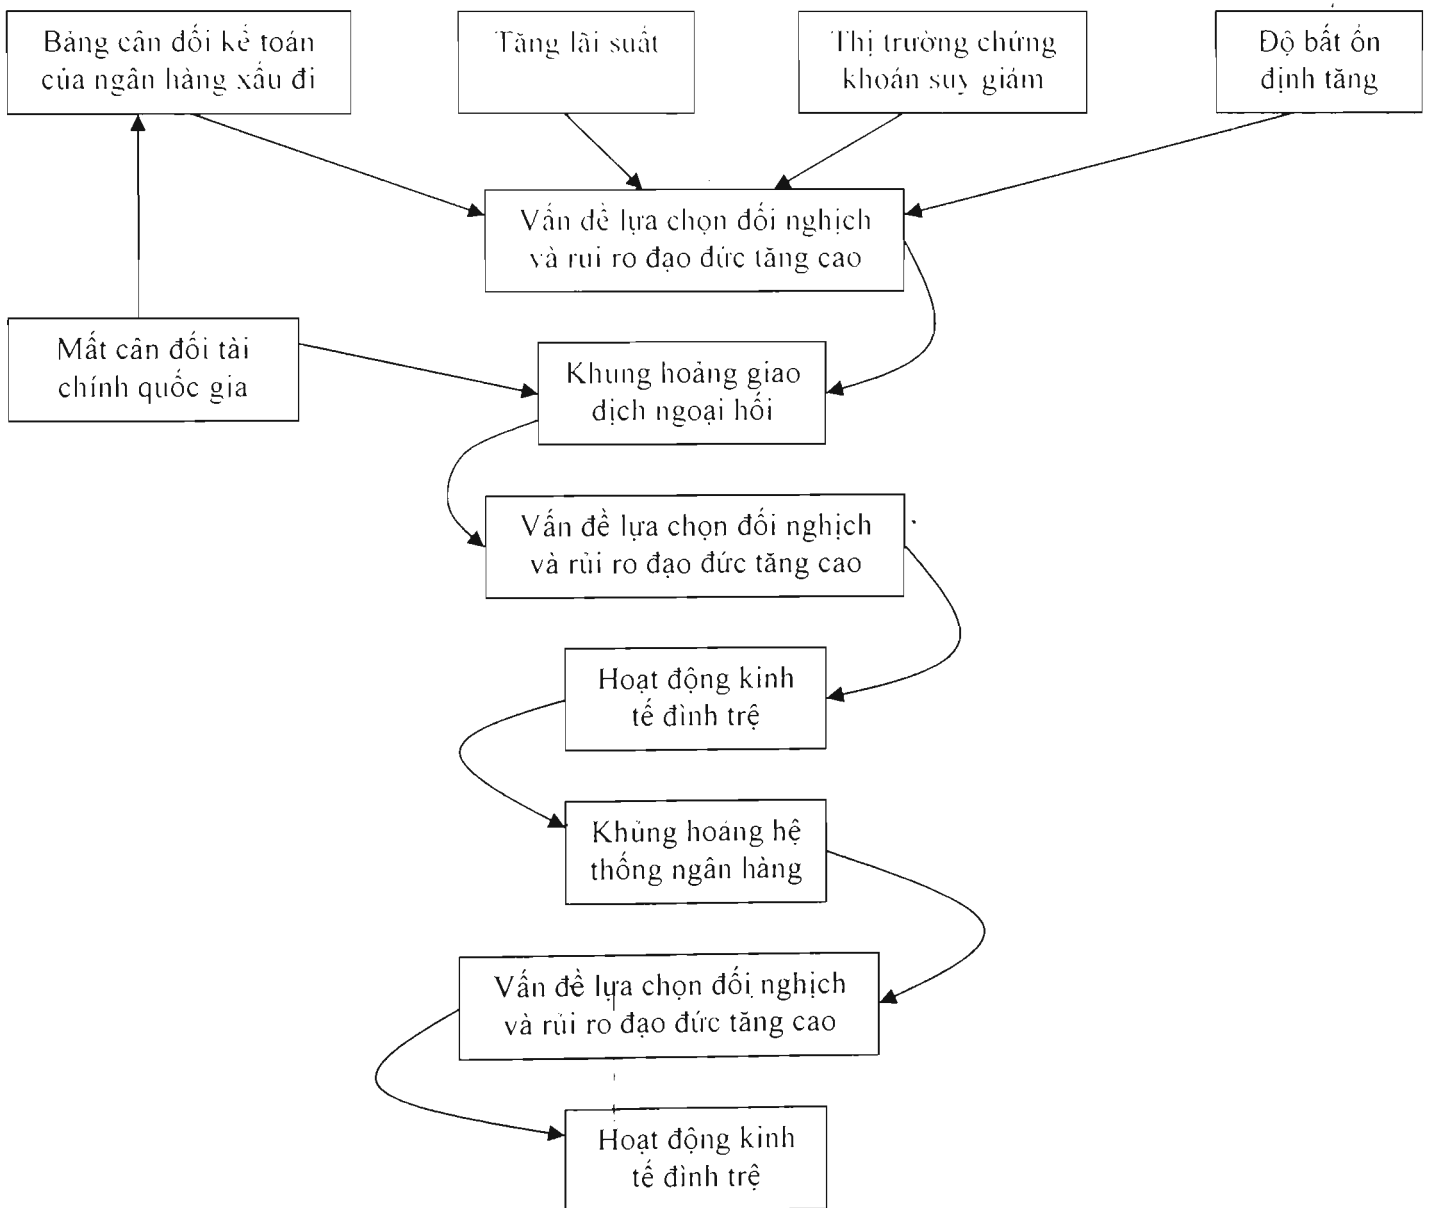 Bảng cân đối kế toán
của ngân hàng xấu đi
Tăng lãi suất
Thị trường chứng
khoán suy giảm
Độ bất ổn
định tăng
Vấn đề lựa chọn đối nghịch
và rui ro đạo đức tăng cao
Mất cân đối tài
chính quốc gia
Khung hoảng giao
dịch ngoại hối
Vấn đề lựa chọn đối nghịch
và rủi ro đạo đức tăng cao
Hoạt động kinh
tế đình trệ
Khủng hoảng hệ
thống ngân hàng
Vấn đề lựa chọn đối nghịch
và rủi ro đạo đức tăng cao
Hoạt động kinh
tế đình trệ